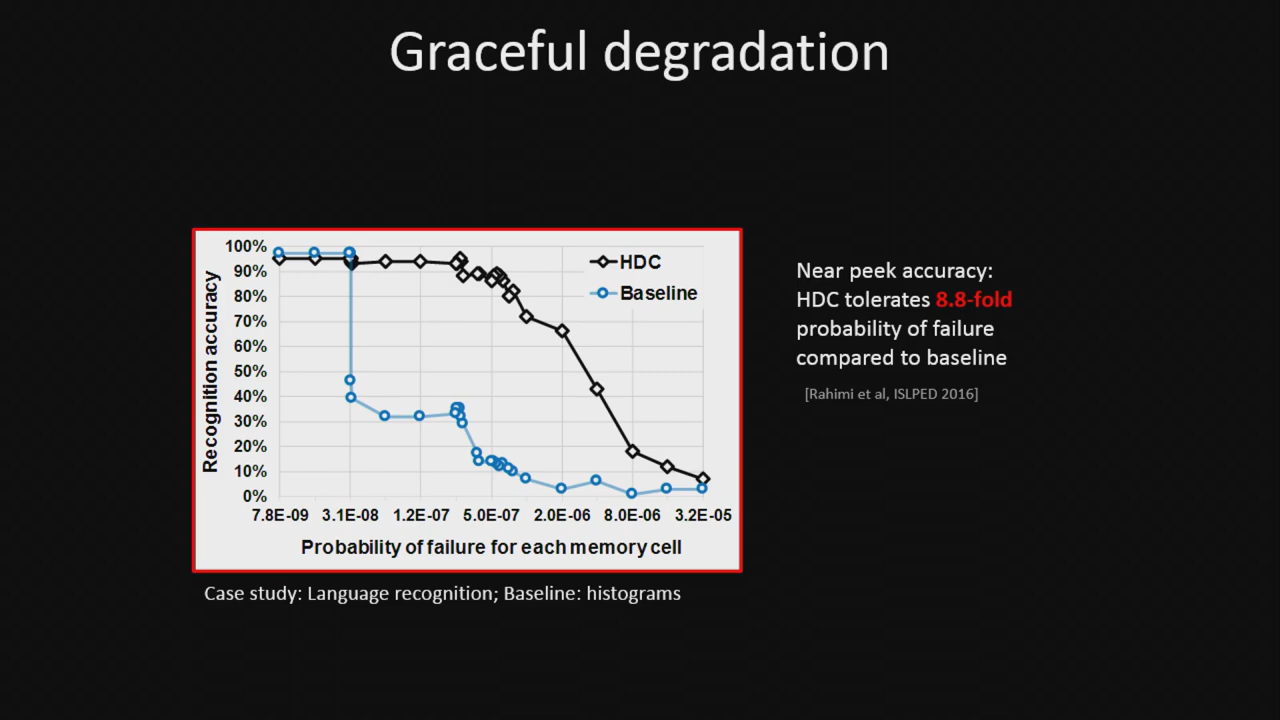 Graceful degradation
100%
90%
80%
70%
60%
50%
40%
30%
20%
10%
0%
Recognition accuracy
HDC
Baseline
7.8E-09 3.1E-08 1.2E-07 5.0E-07 2.0E-06 8.0E-06 3.2E-05
Probability of failure for each memory cell
Case study: Language recognition; Baseline: histograms
Near peek accuracy:
HDC tolerates 8.8-fold
probability of failure
compared to baseline
[Rahimi et al, ISLPED 2016]